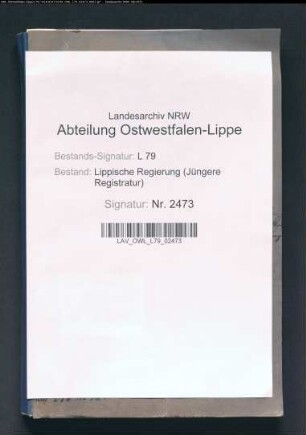 Landesarchiv NRW
Abteilung Ostwestfalen-Lippe
Bestands-Signatur: L 79
Bestand: Lippische Regierung (Jüngere
Registratur)
Signatur: Nr. 2473
LAV_OWL_L79_02473